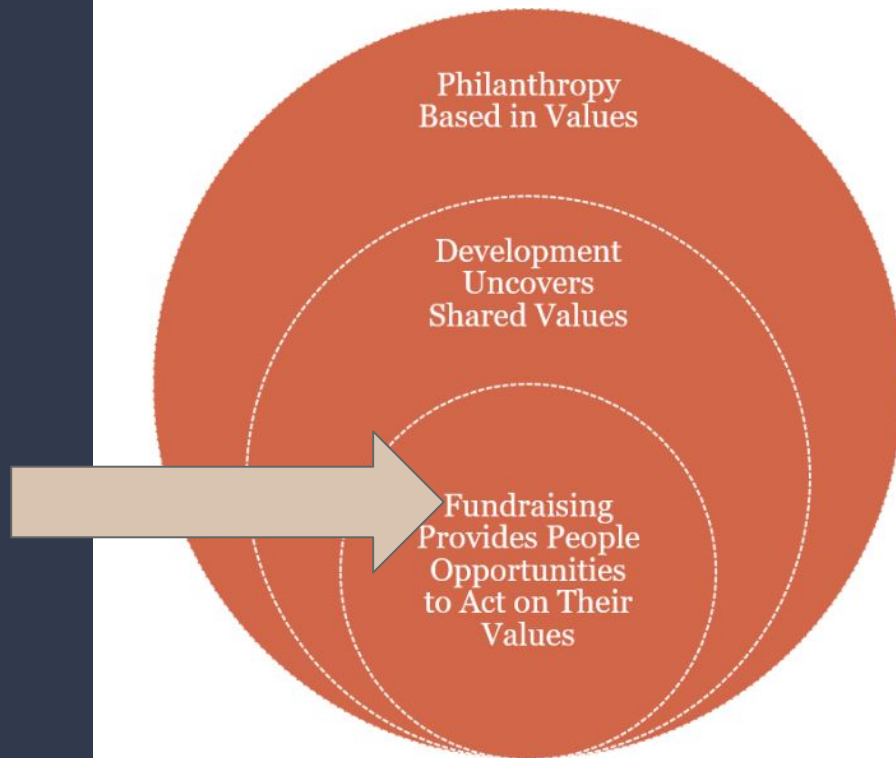 Philanthropy
Based in Values
Development
Uncovers
Shared Values
Fundraising
Provides People
Opportunities
to Act on Their
Values